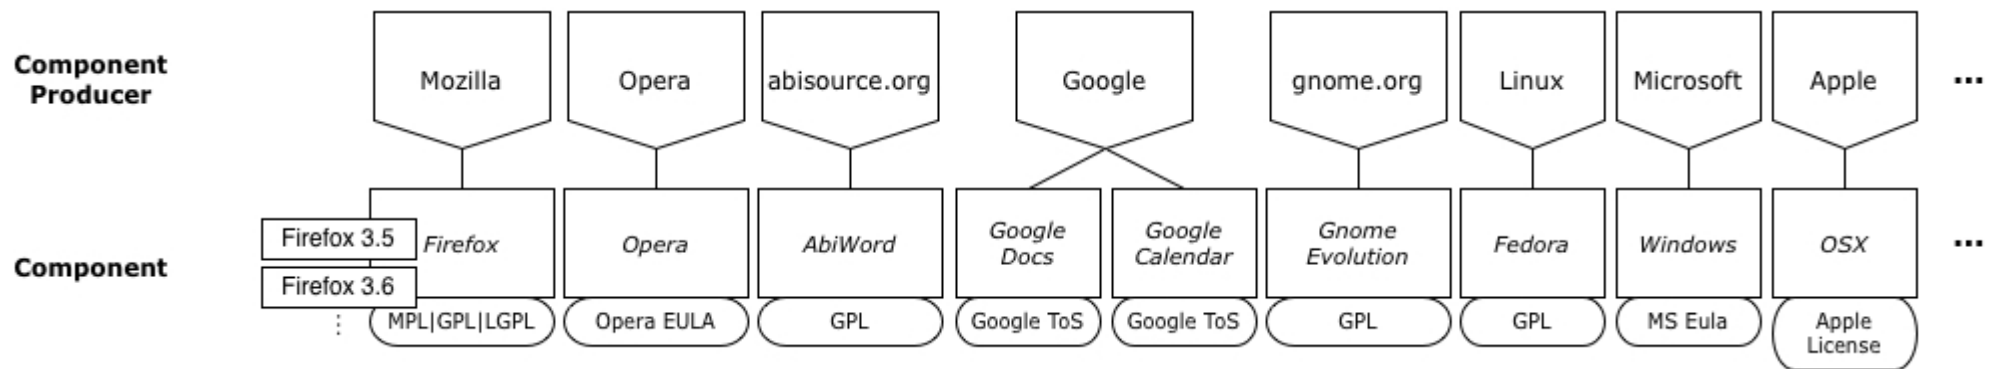 Component
Producer
Mozilla
Opera
abisource.org
Google
gnome.org
Linux
Microsoft
Apple
...
Component
Firefox 3.5
Firefox 3.6
Firefox
Opera
AbiWord
Google
Docs
Google
Calendar
Gnome
Evolution
Fedora
Windows
OSX
...
MPL|GPL|LGPL
Opera EULA
GPL
Google ToS
Google ToS
GPL
GPL
MS Eula
Apple
License